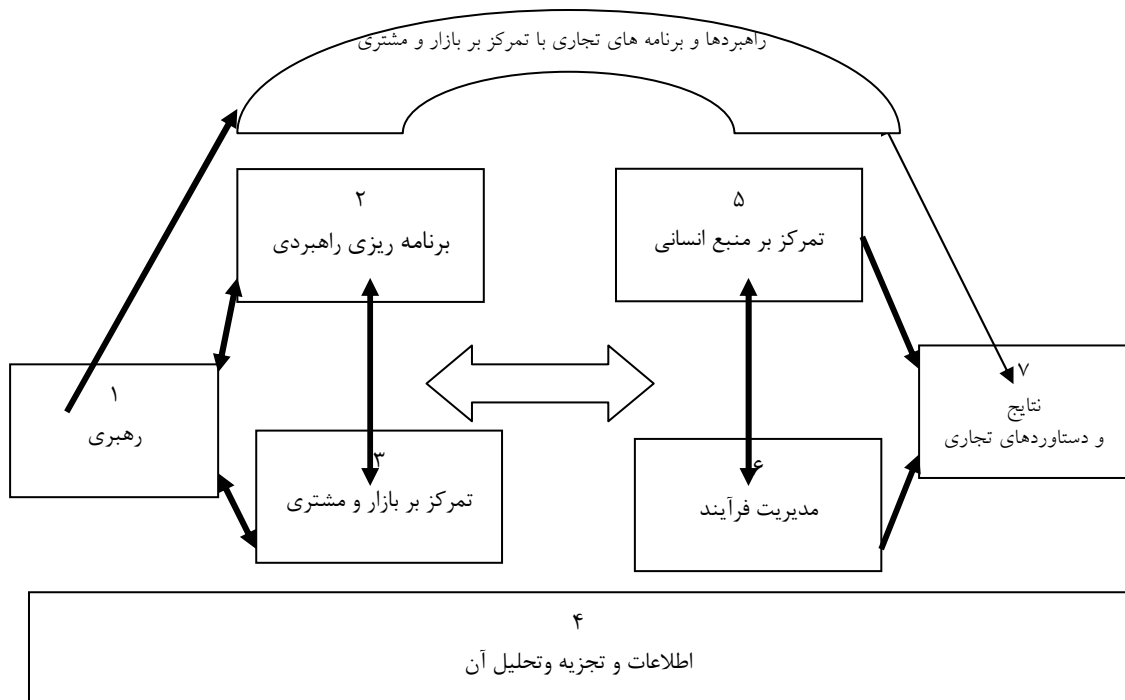 راهبردها و برنامه های تجاری با تمرکز بر بازار و مشتری
۲
برنامه ریزی راهبردی
۵
تمرکز بر منبع انسانی
۱
رهبری
۷
نتایج
و دستاوردهای تجاری
۳
تمرکز بر بازار و مشتری
۶
مدیریت فرآیند
۴
اطلاعات و تجزیه وتحلیل آن